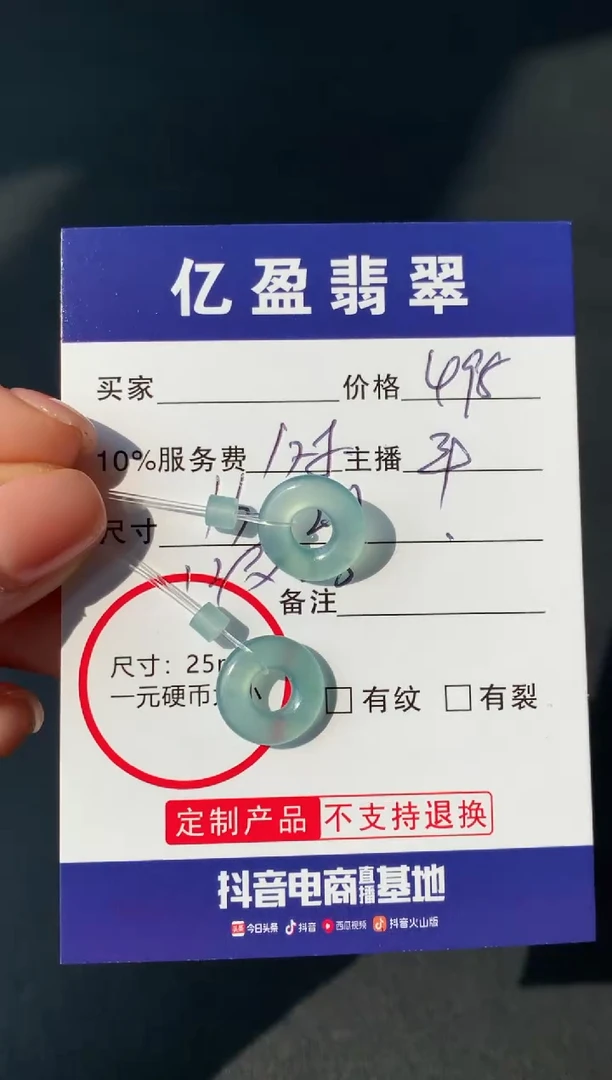 亿盈翡翠
买家 价格 498
10%服务费 主播
尺寸
备注
尺寸：25
一元硬币
有纹 有裂
定制产品 不支持退换
抖音电商直播基地
头条 今日头条 抖音 西瓜视频 抖音火山版